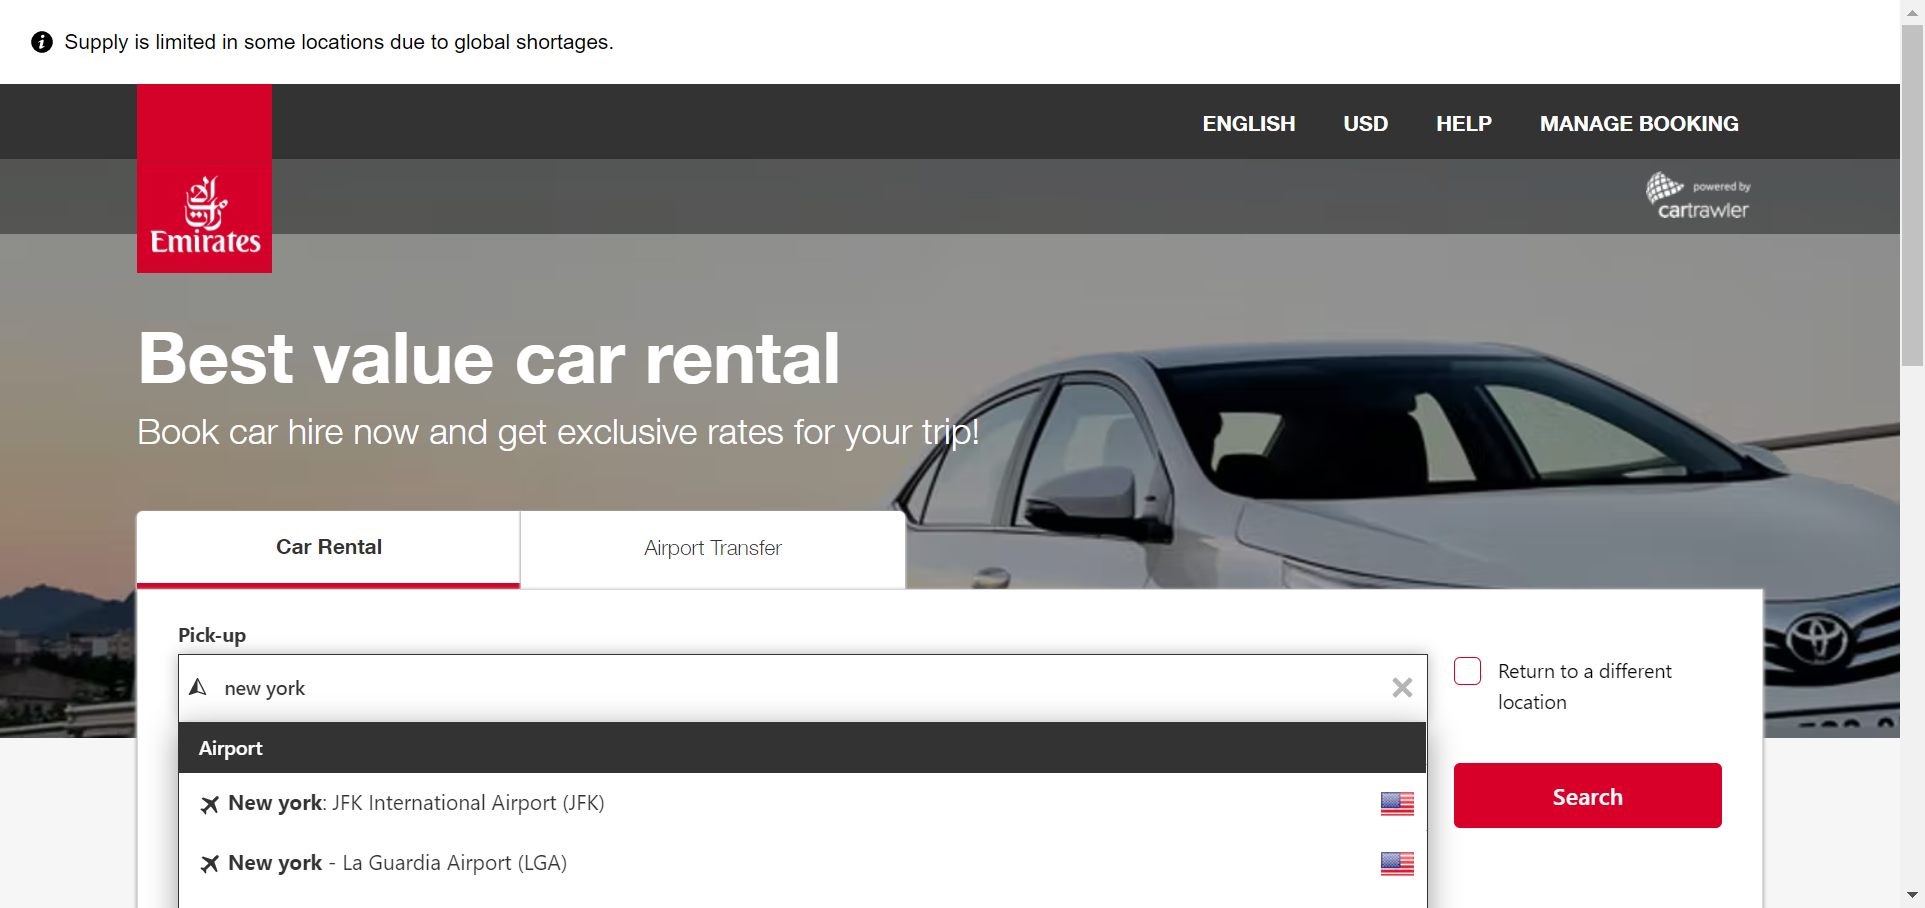 Supply is limited in some locations due to global shortages.
ENGLISH USD HELP MANAGE BOOKING
powered by
cartrawler
Emirates
Best value car rental
Book car hire now and get exclusive rates for your trip!
Car Rental
Airport Transfer
Pick-up
new york
Return to a different
location
Airport
New york: JFK International Airport (JFK)
Search
New york - La Guardia Airport (LGA)